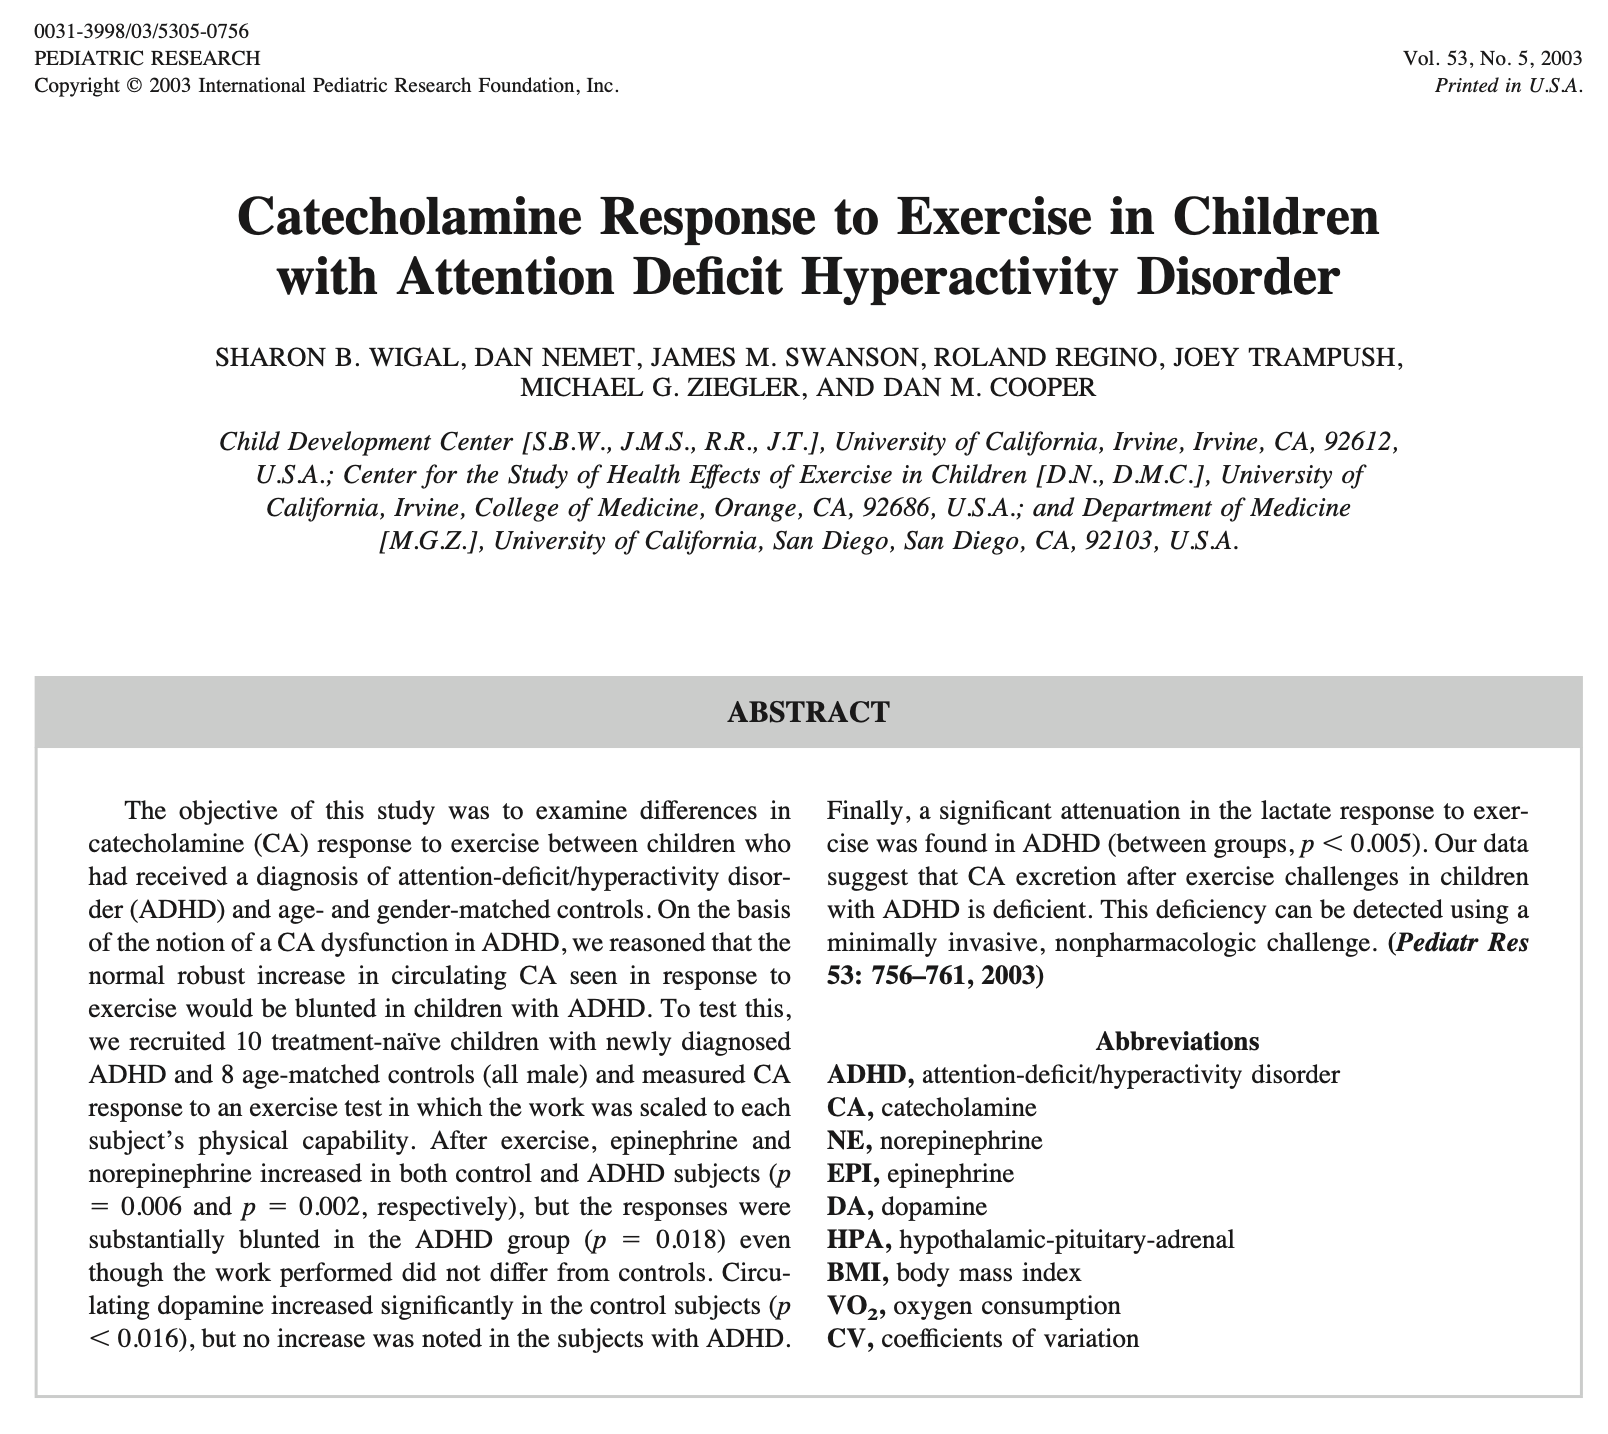 0031-3998/03/5305-0756
PEDIATRIC RESEARCH
Copyright © 2003 International Pediatric Research Foundation, Inc.
Vol. 53, No. 5, 2003
Printed in U.S.A.
Catecholamine Response to Exercise in Children
with Attention Deficit Hyperactivity Disorder
SHARON B. WIGAL, DAN NEMET, JAMES M. SWANSON, ROLAND REGINO, JOEY TRAMPUSH,
MICHAEL G. ZIEGLER, AND DAN M. COOPER
Child Development Center [S.B.W., J.M.S., R.R., J.T.], University of California, Irvine, Irvine, CA, 92612,
U.S.A.; Center for the Study of Health Effects of Exercise in Children [D.N., D.M.C.], University of
California, Irvine, College of Medicine, Orange, CA, 92686, U.S.A.; and Department of Medicine
[M.G.Z.], University of California, San Diego, San Diego, CA, 92103, U.S.A.
ABSTRACT
The objective of this study was to examine differences in
catecholamine (CA) response to exercise between children who
had received a diagnosis of attention-deficit/hyperactivity disor-
der (ADHD) and age- and gender-matched controls. On the basis
of the notion of a CA dysfunction in ADHD, we reasoned that the
normal robust increase in circulating CA seen in response to
exercise would be blunted in children with ADHD. To test this,
we recruited 10 treatment-naïve children with newly diagnosed
ADHD and 8 age-matched controls (all male) and measured CA
response to an exercise test in which the work was scaled to each
subject's physical capability. After exercise, epinephrine and
norepinephrine increased in both control and ADHD subjects (p
= 0.006 and p = 0.002, respectively), but the responses were
substantially blunted in the ADHD group (p = 0.018) even
though the work performed did not differ from controls. Circu-
lating dopamine increased significantly in the control subjects (p
< 0.016), but no increase was noted in the subjects with ADHD.
Finally, a significant attenuation in the lactate response to exer-
cise was found in ADHD (between groups, p < 0.005). Our data
suggest that CA excretion after exercise challenges in children
with ADHD is deficient. This deficiency can be detected using a
minimally invasive, nonpharmacologic challenge. (Pediatr Res
53: 756–761, 2003)
Abbreviations
ADHD, attention-deficit/hyperactivity disorder
CA, catecholamine
NE, norepinephrine
EPI, epinephrine
DA, dopamine
HPA, hypothalamic-pituitary-adrenal
BMI, body mass index
VO₂, oxygen consumption
CV, coefficients of variation